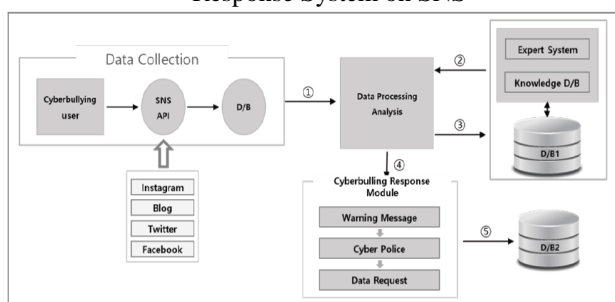 Response System on SNS
Data Collection
Cyberbullying
user
SNS
API
D/B
①
Instagram
Blog
Twitter
Facebook
Data Processing
Analysis
②
③
Expert System
Knowledge D/B
D/B1
④
Cyberbulling Response
Module
Warning Message
Cyber Police
Data Request
⑤
D/B2